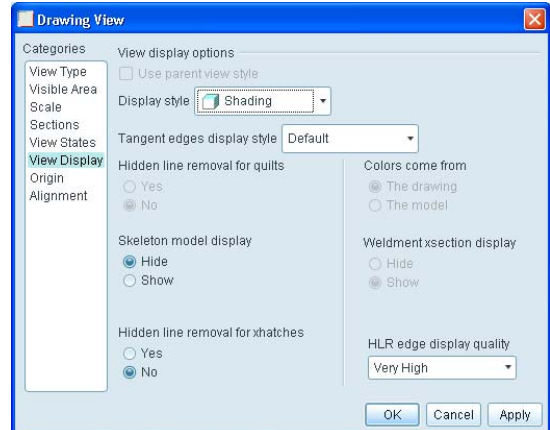 Drawing View
Categories
View Type
Visible Area
Scale
Sections
View States
View Display
Origin
Alignment
View display options
Use parent view style
Display style Shading
Tangent edges display style Default
Hidden line removal for quilts
Yes
No
Colors come from
The drawing
The model
Skeleton model display
Hide
Show
Weldment xsection display
Hide
Show
Hidden line removal for xhatches
Yes
No
HLR edge display quality
Very High
OK Cancel Apply